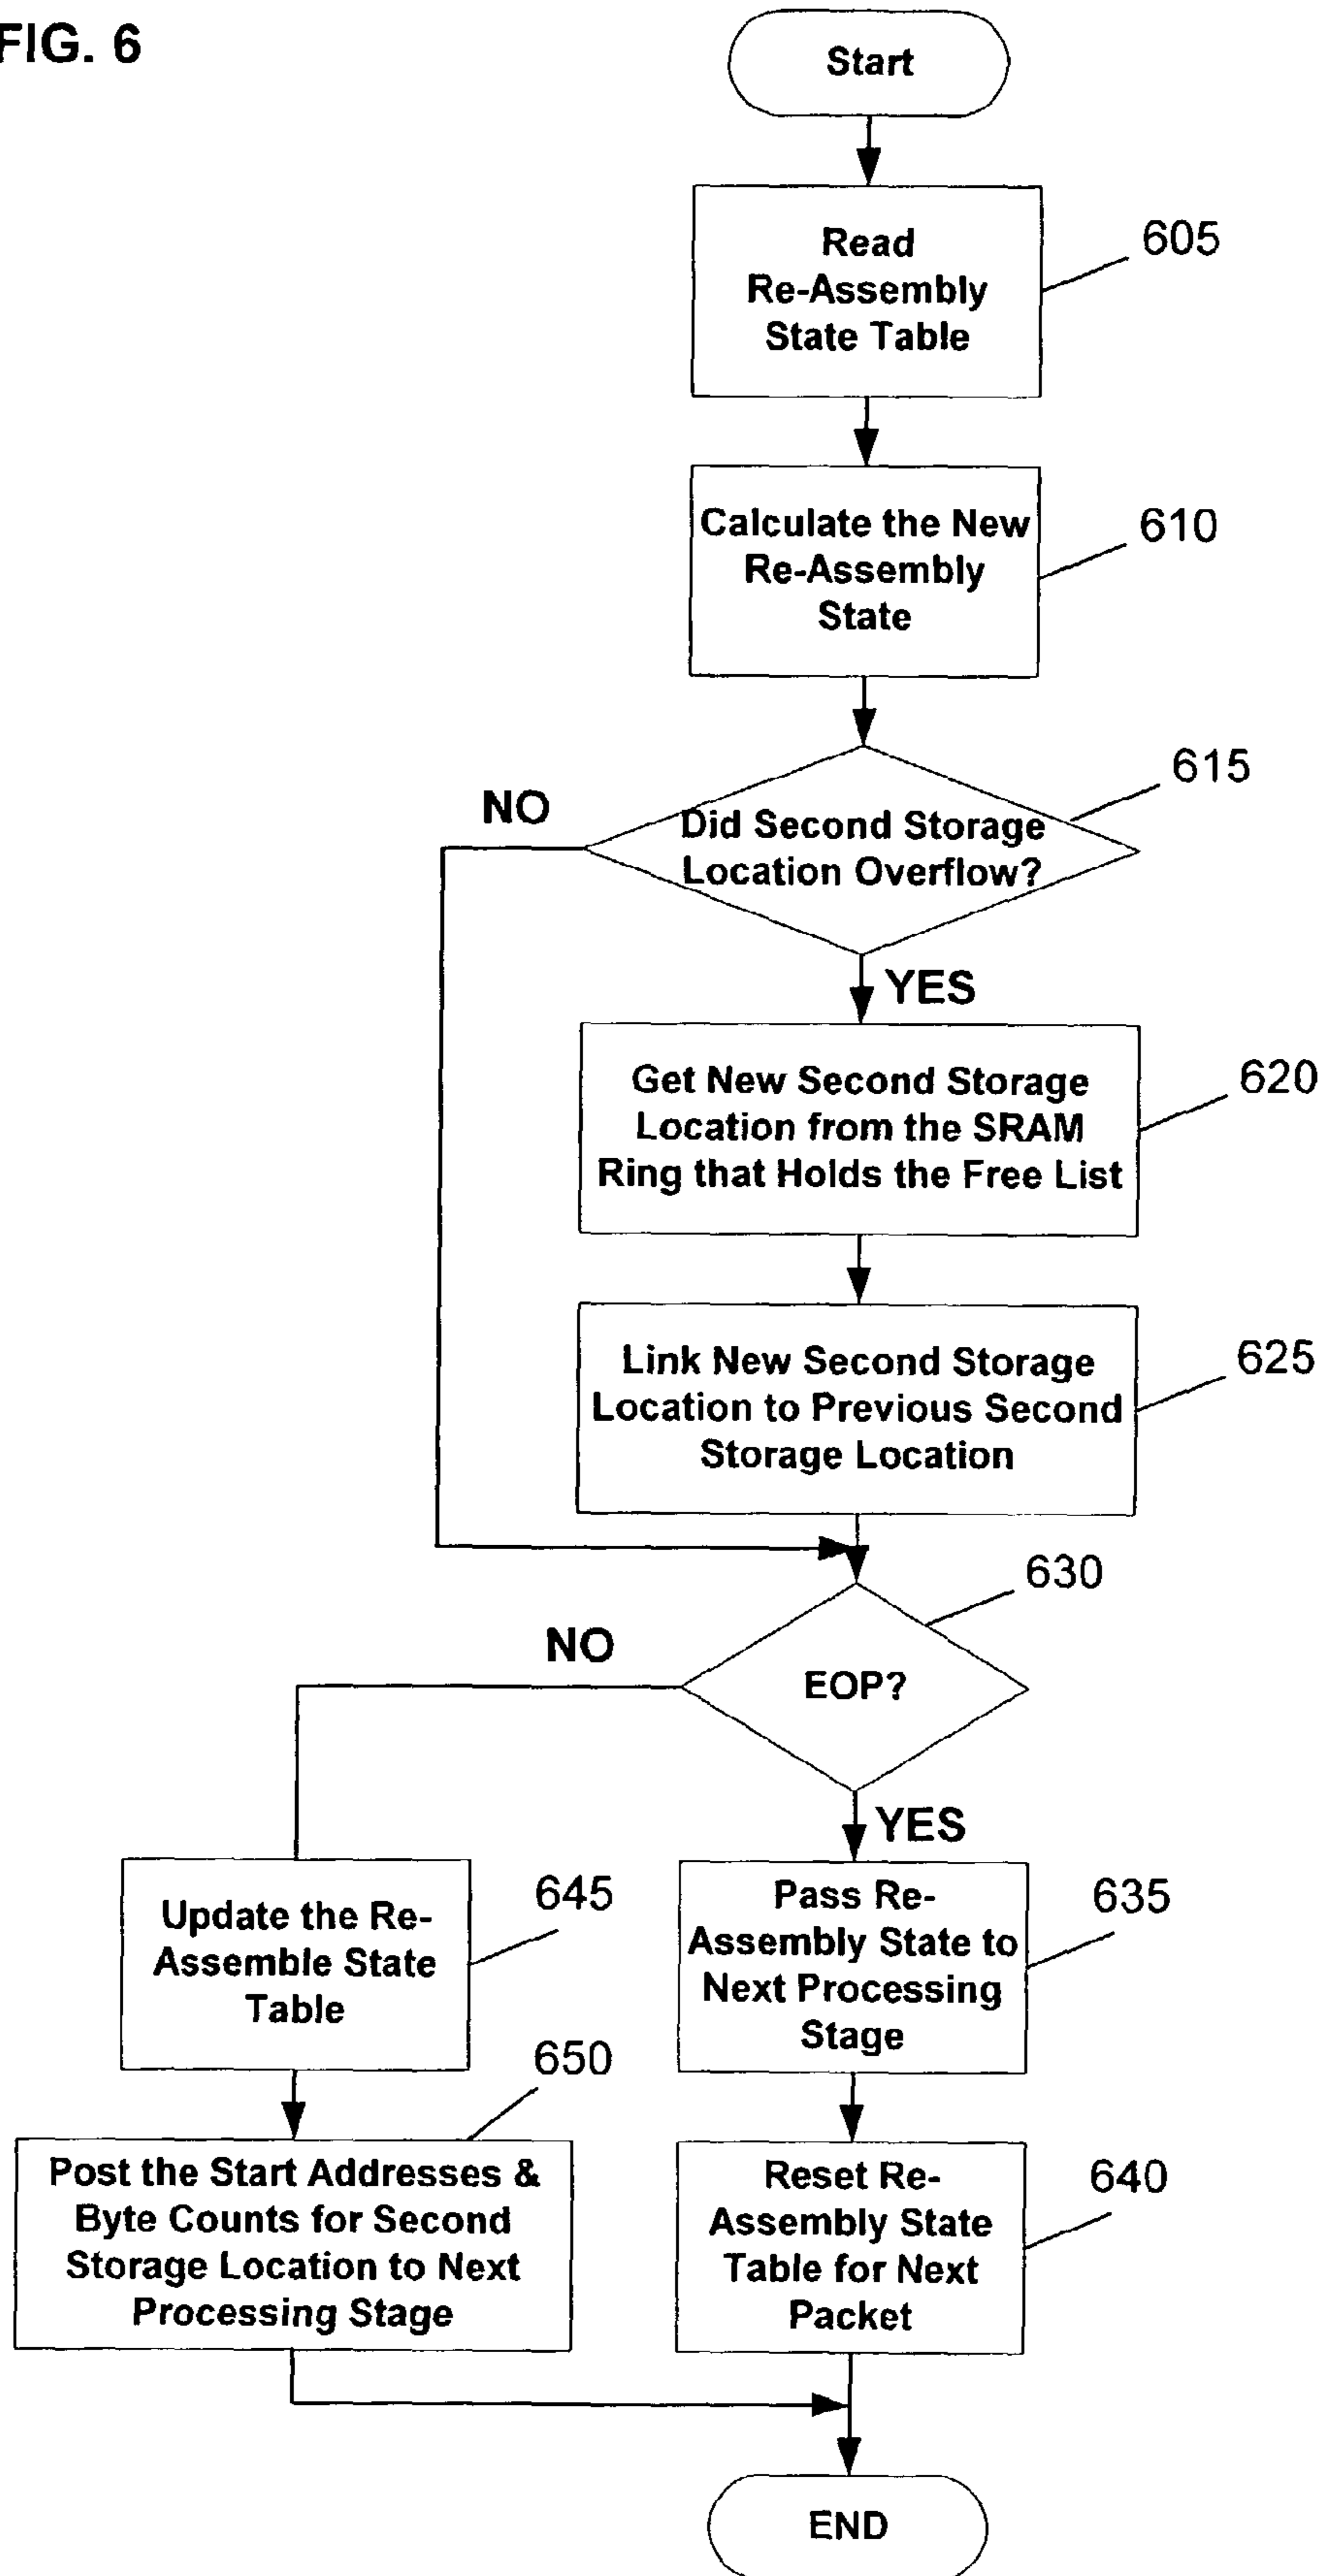 FIG. 6
Start
Read
Re-Assembly
State Table
605
Calculate the New
Re-Assembly
State
610
Did Second Storage
Location Overflow?
615
NO
YES
Get New Second Storage
Location from the SRAM
Ring that Holds the Free List
620
Link New Second Storage
Location to Previous Second
Storage Location
625
EOP?
630
NO
YES
Update the Re-
Assemble State
Table
645
Pass Re-
Assembly State to
Next Processing
Stage
635
Post the Start Addresses &
Byte Counts for Second
Storage Location to Next
Processing Stage
650
Reset Re-
Assembly State
Table for Next
Packet
640
END